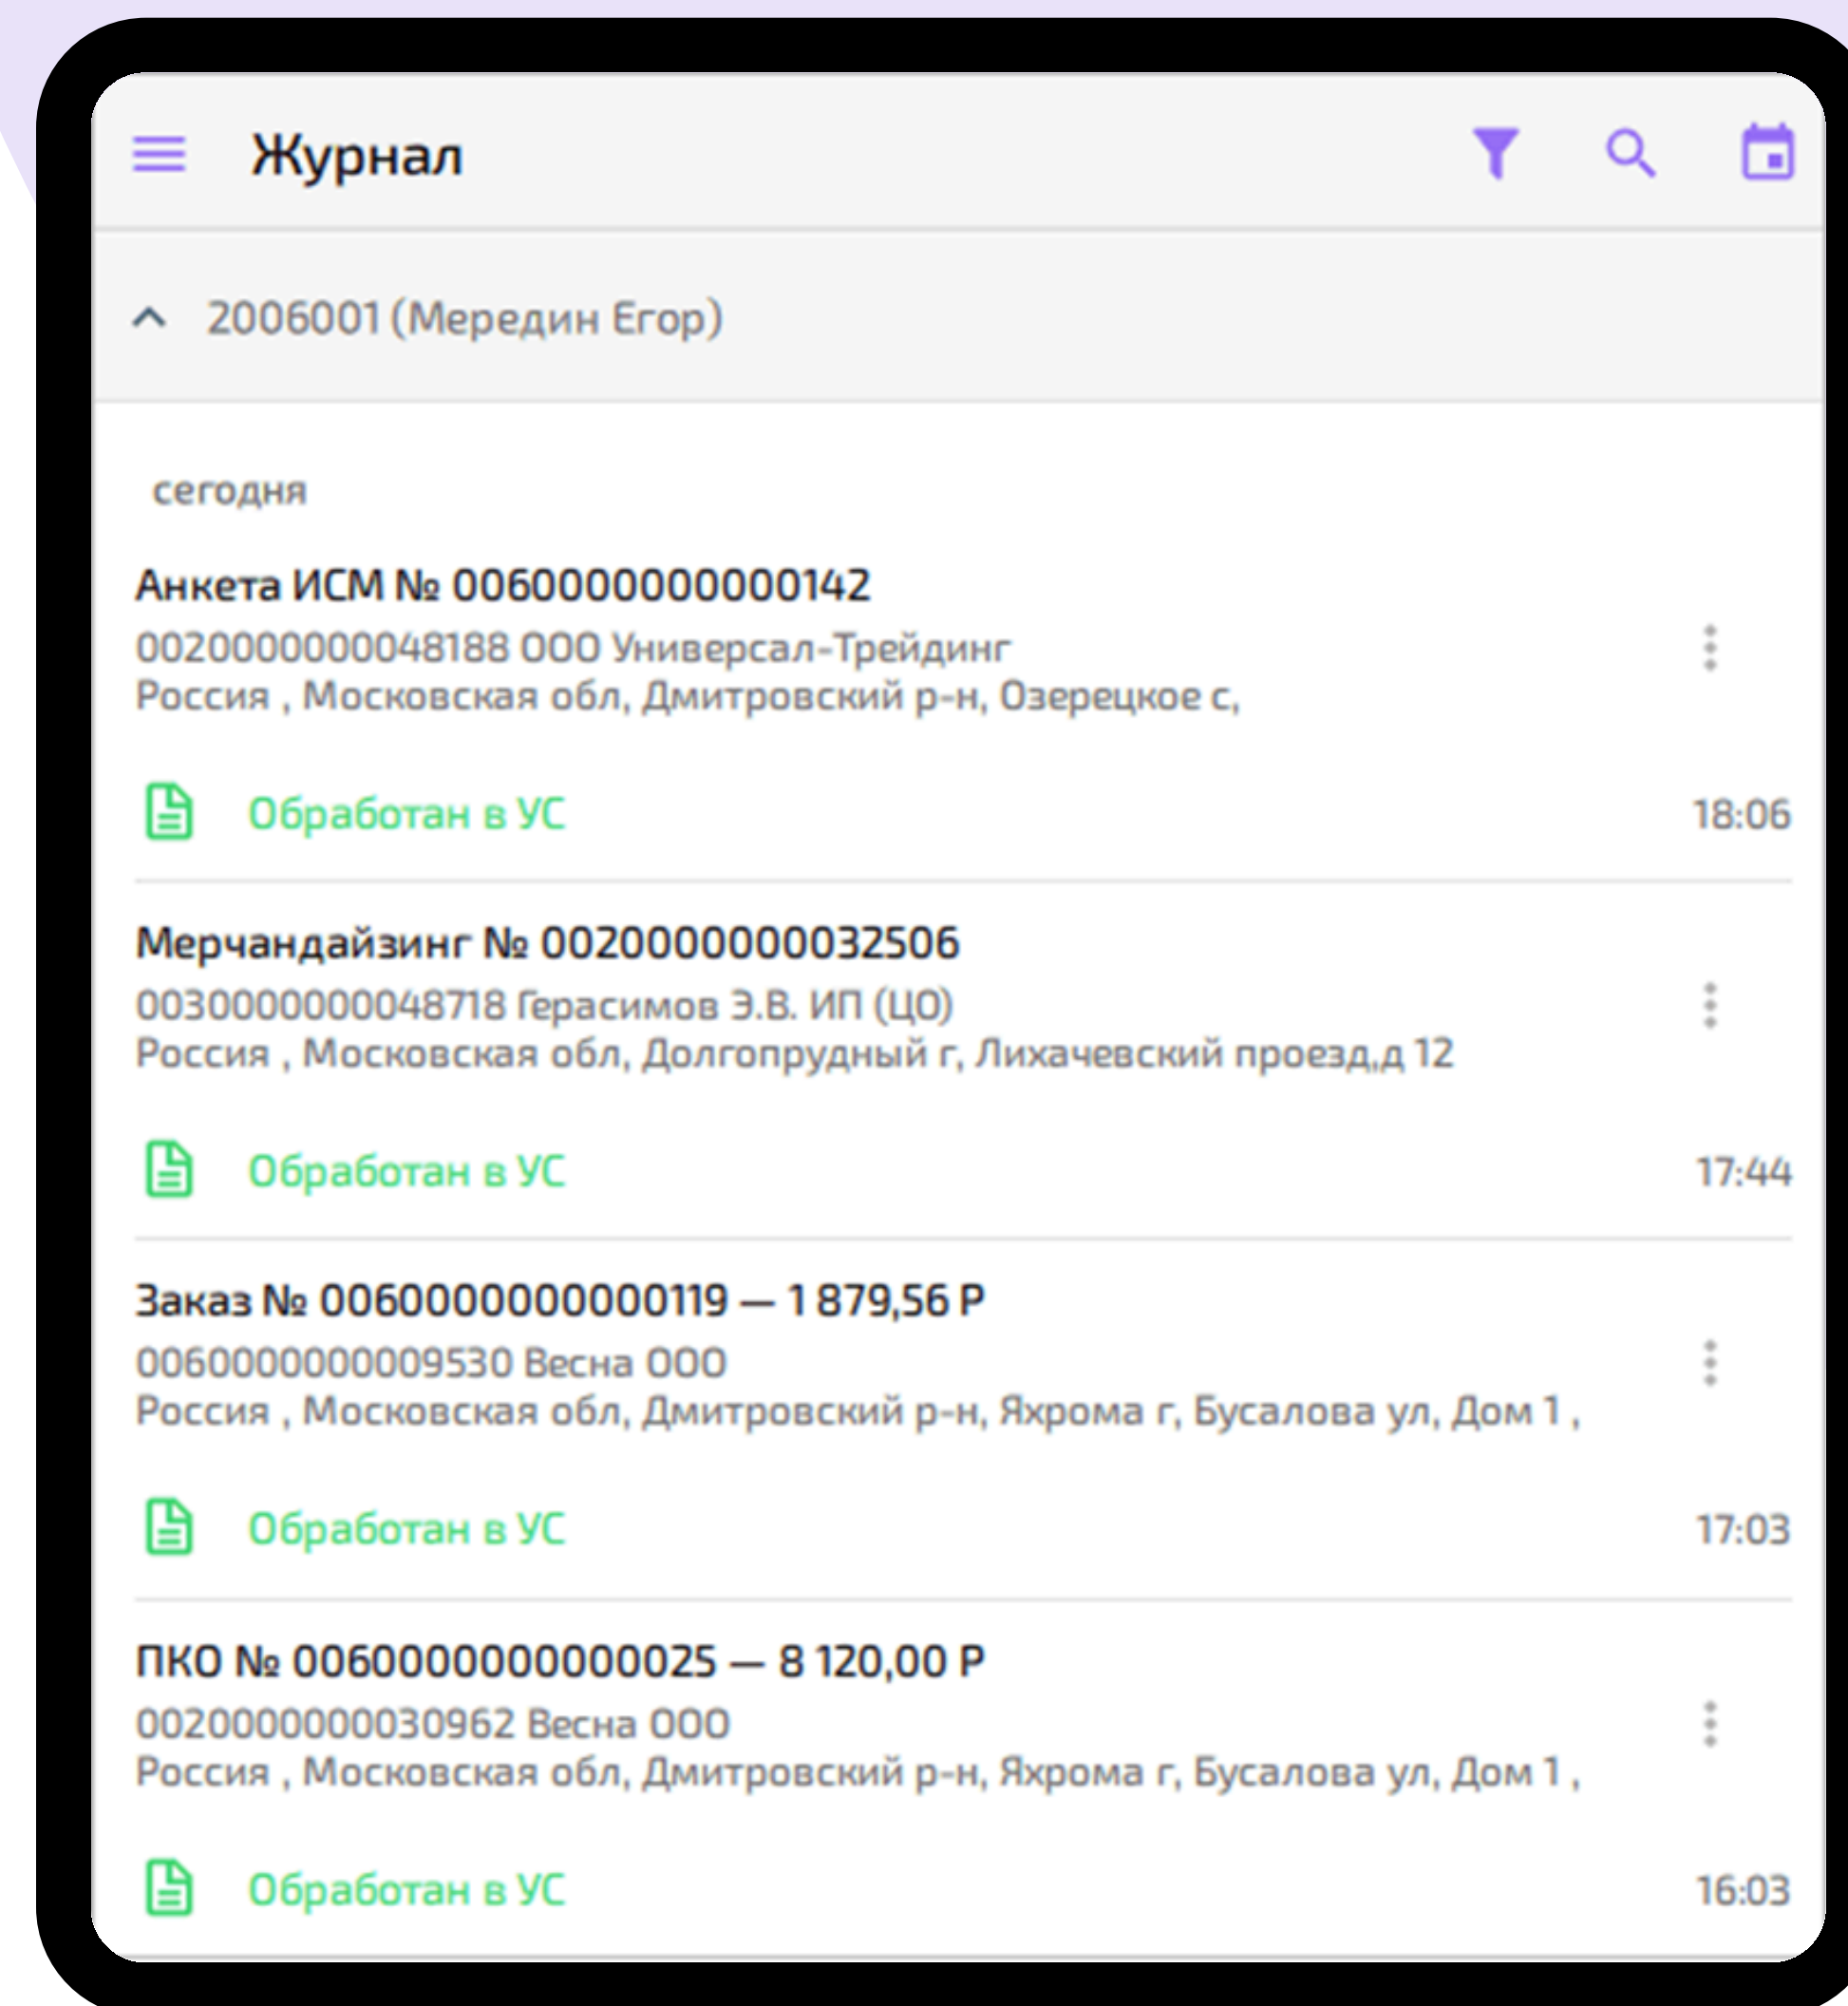 Журнал
2006001 (Мередин Егор)
сегодня
Анкета ИСМ № 0060000000000142
0020000000048188 ООО Универсал-Трейдинг
Россия , Московская обл, Дмитровский р-н, Озерецкое с,
Обработан в УС
18:06
Мерчандайзинг № 0020000000032506
0030000000048718 Герасимов Э.В. ИП (ЦО)
Россия , Московская обл, Долгопрудный г, Лихачевский проезд,д 12
Обработан в УС
17:44
Заказ № 0060000000000119 — 1 879,56 Р
0060000000009530 Весна ООО
Россия , Московская обл, Дмитровский р-н, Яхрома г, Бусалова ул, Дом 1 ,
Обработан в УС
17:03
ПКО № 0060000000000025 — 8 120,00 Р
0020000000030962 Весна ООО
Россия , Московская обл, Дмитровский р-н, Яхрома г, Бусалова ул, Дом 1 ,
Обработан в УС
16:03